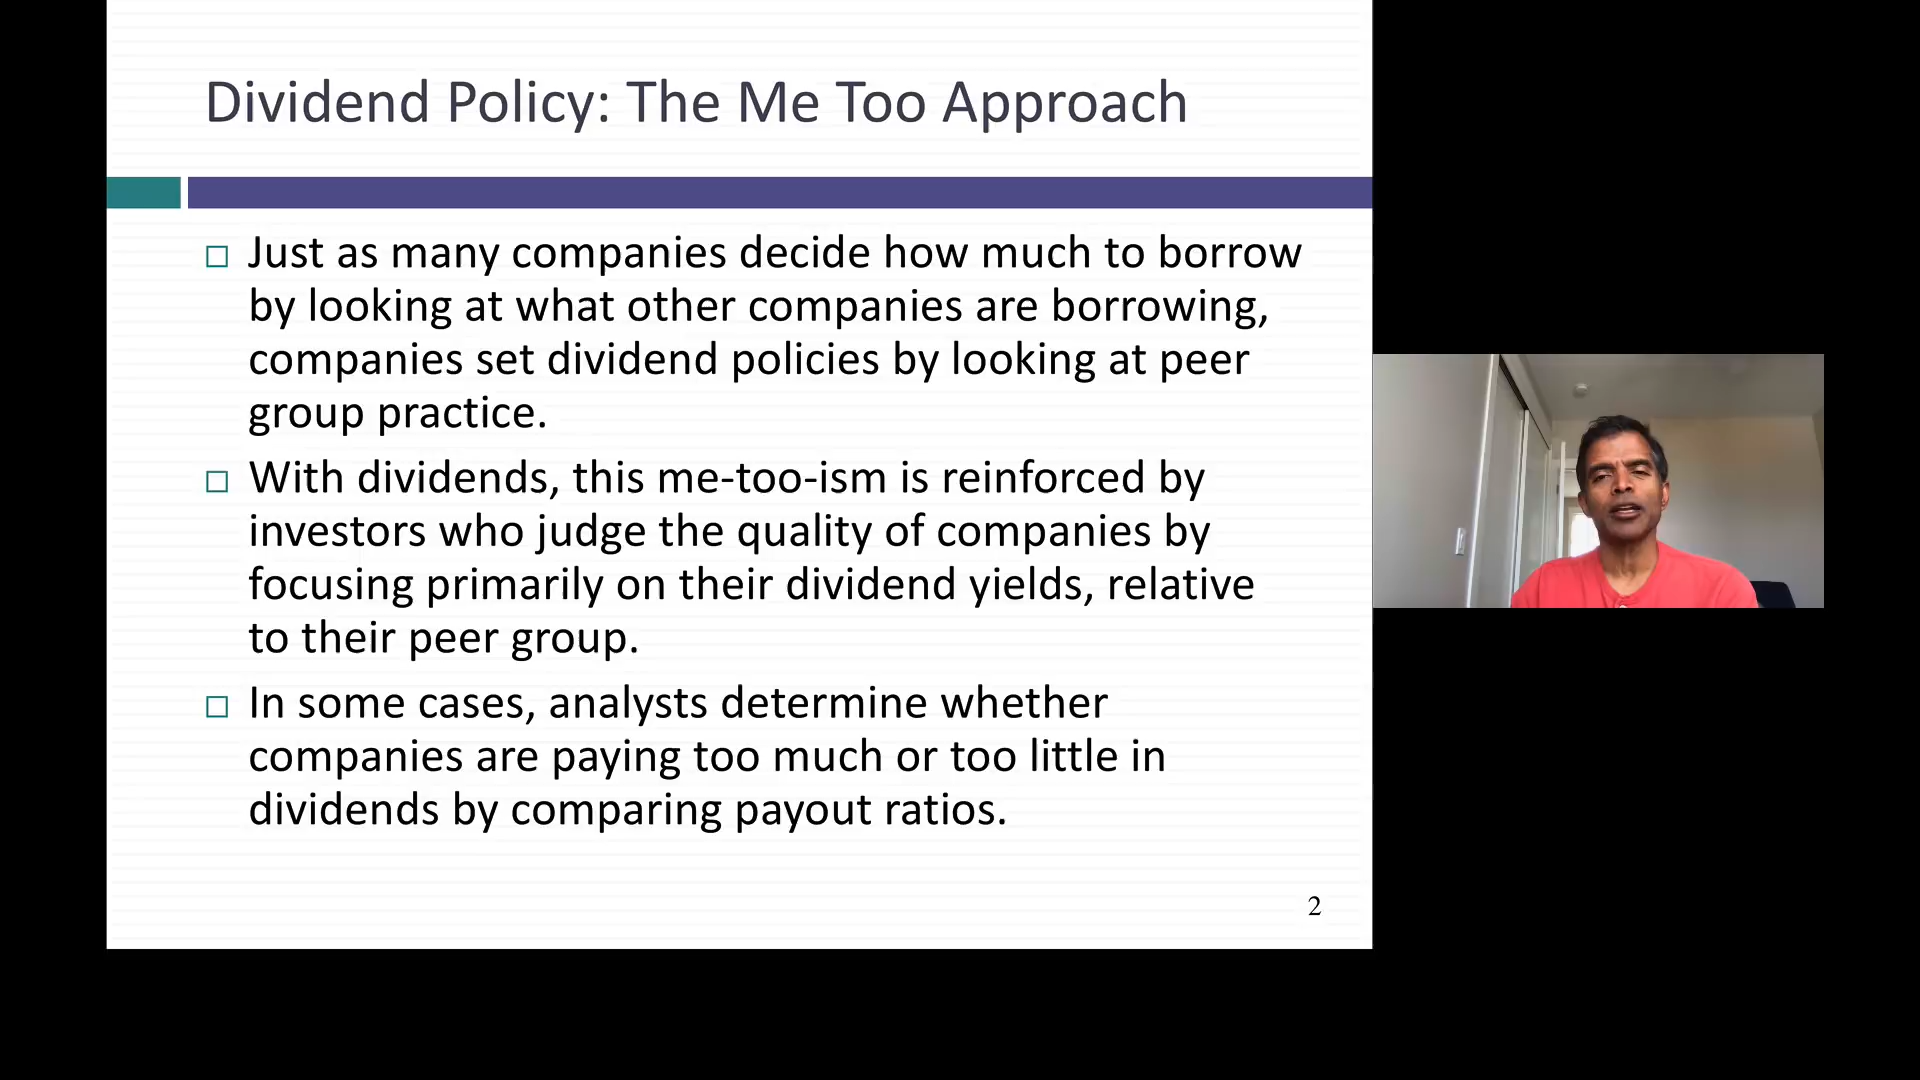 Dividend Policy: The Me Too Approach
Just as many companies decide how much to borrow
by looking at what other companies are borrowing,
companies set dividend policies by looking at peer
group practice.
With dividends, this me-too-ism is reinforced by
investors who judge the quality of companies by
focusing primarily on their dividend yields, relative
to their peer group.
In some cases, analysts determine whether
companies are paying too much or too little in
dividends by comparing payout ratios.
2